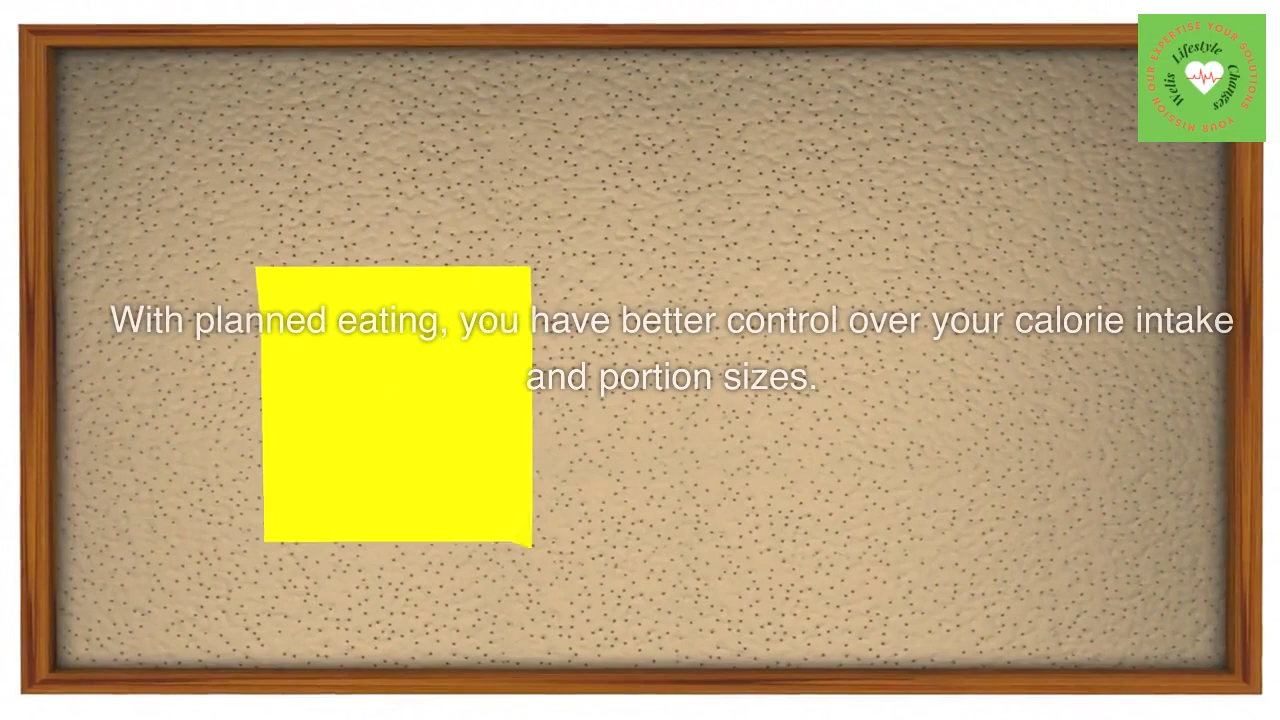 OUR EXPERTISE YOUR SOLUTIONS YOUR MISSION
Welis Lifestyle Changes
With planned eating, you have better control over your calorie intake
and portion sizes.